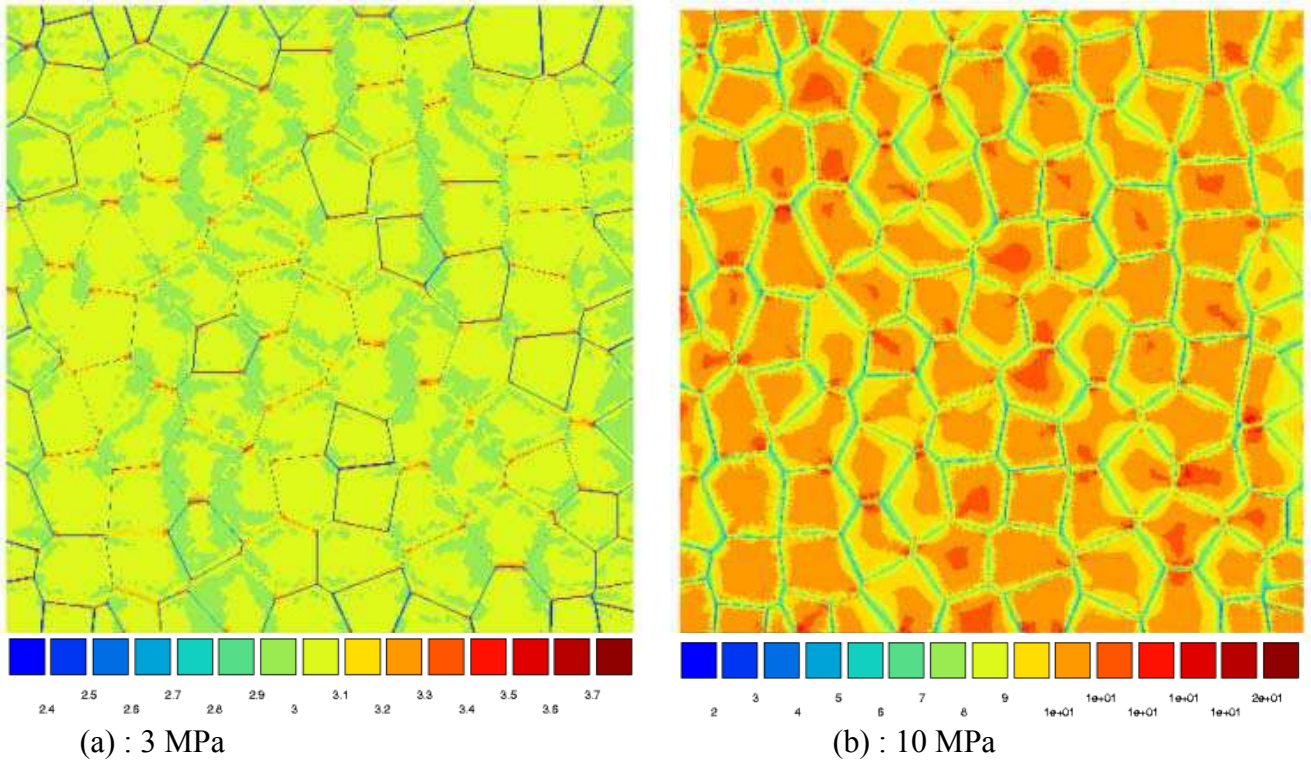 2.5 2.7 2.9 3.1 3.3 3.5 3.7
2.4 2.6 2.8 3 3.2 3.4 3.6
(a) : 3 MPa
3 5 7 9 1e+01 1e+01 2e+01
2 4 6 8 1e+01 1e+01 1e+01
(b) : 10 MPa